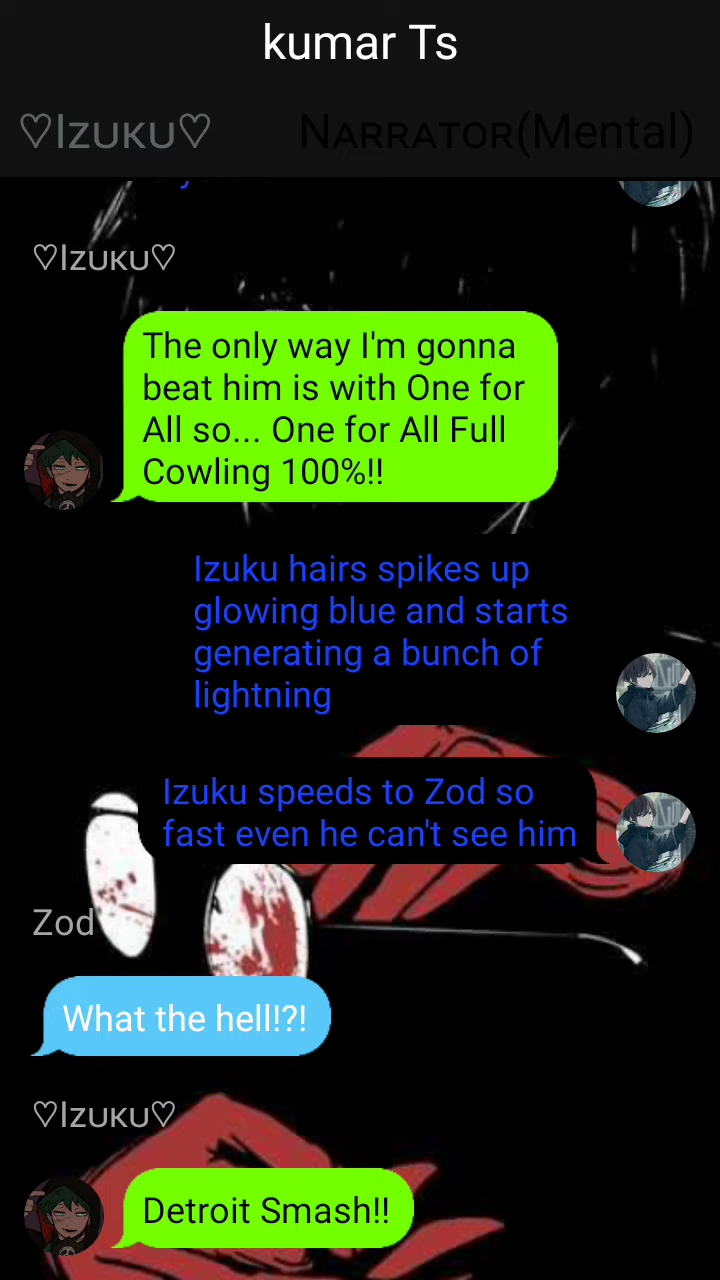 kumar Ts
♡Izuku♡ Narrator(Mental)
♡Izuku♡
The only way I'm gonna
beat him is with One for
All so... One for All Full
Cowling 100%!!
Izuku hairs spikes up
glowing blue and starts
generating a bunch of
lightning
Izuku speeds to Zod so
fast even he can't see him
Zod
What the hell!?!
♡Izuku♡
Detroit Smash!!